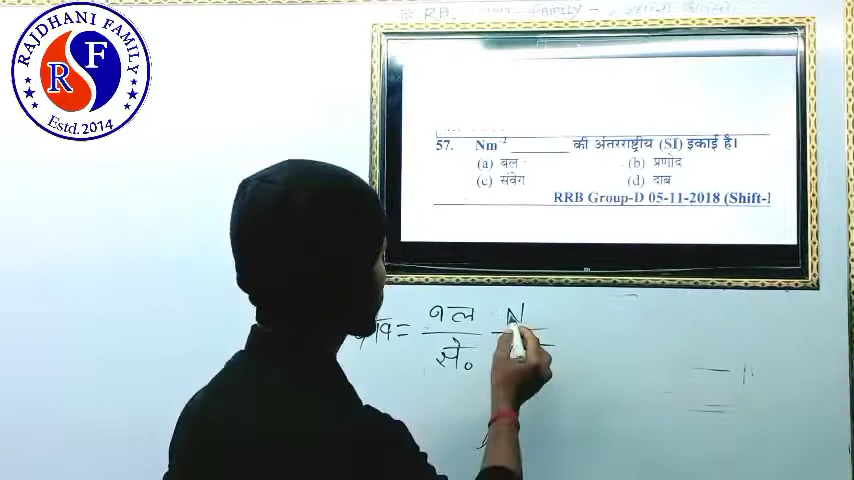 RAJDHANI FAMILY
RF
Estd.2014
57. Nm⁻² ________ की अंतरराष्ट्रीय (SI) इकाई है।
(a) बल (b) प्रणोद
(c) संवेग (d) दाब
RRB Group-D 05-11-2018 (Shift-I
= बल N
से०